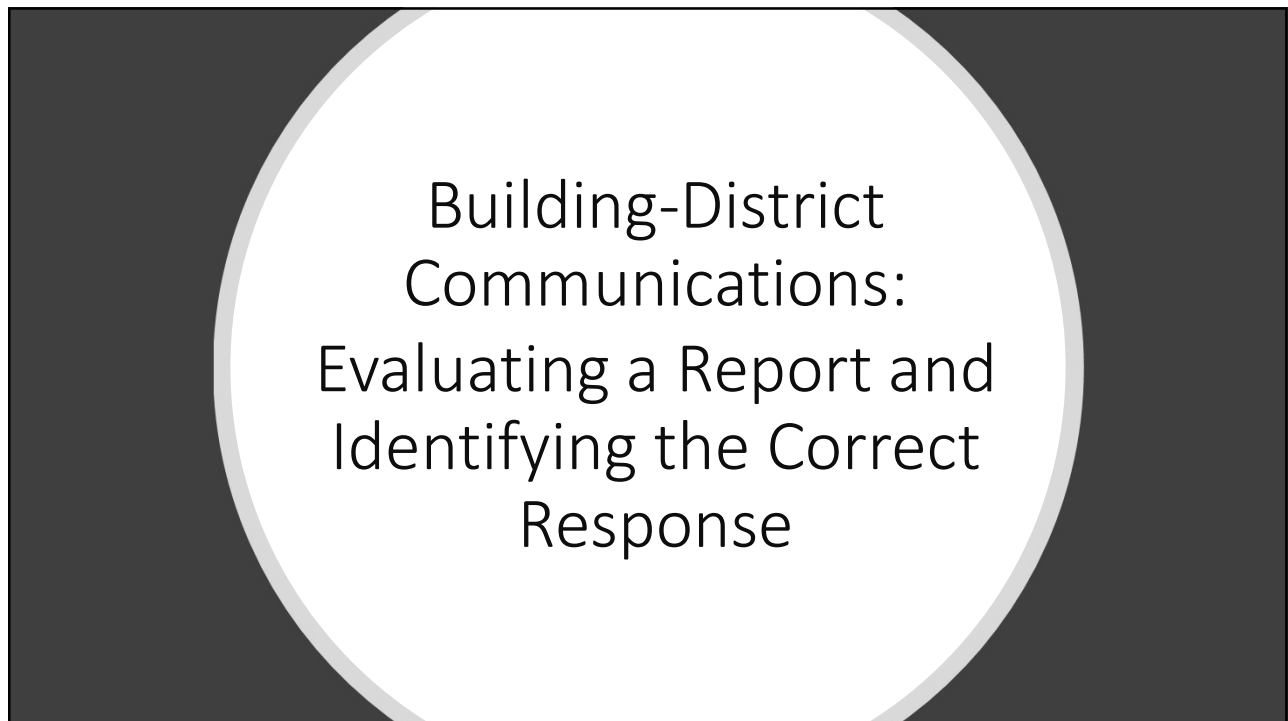 Building-District
Communications:
Evaluating a Report and
Identifying the Correct
Response